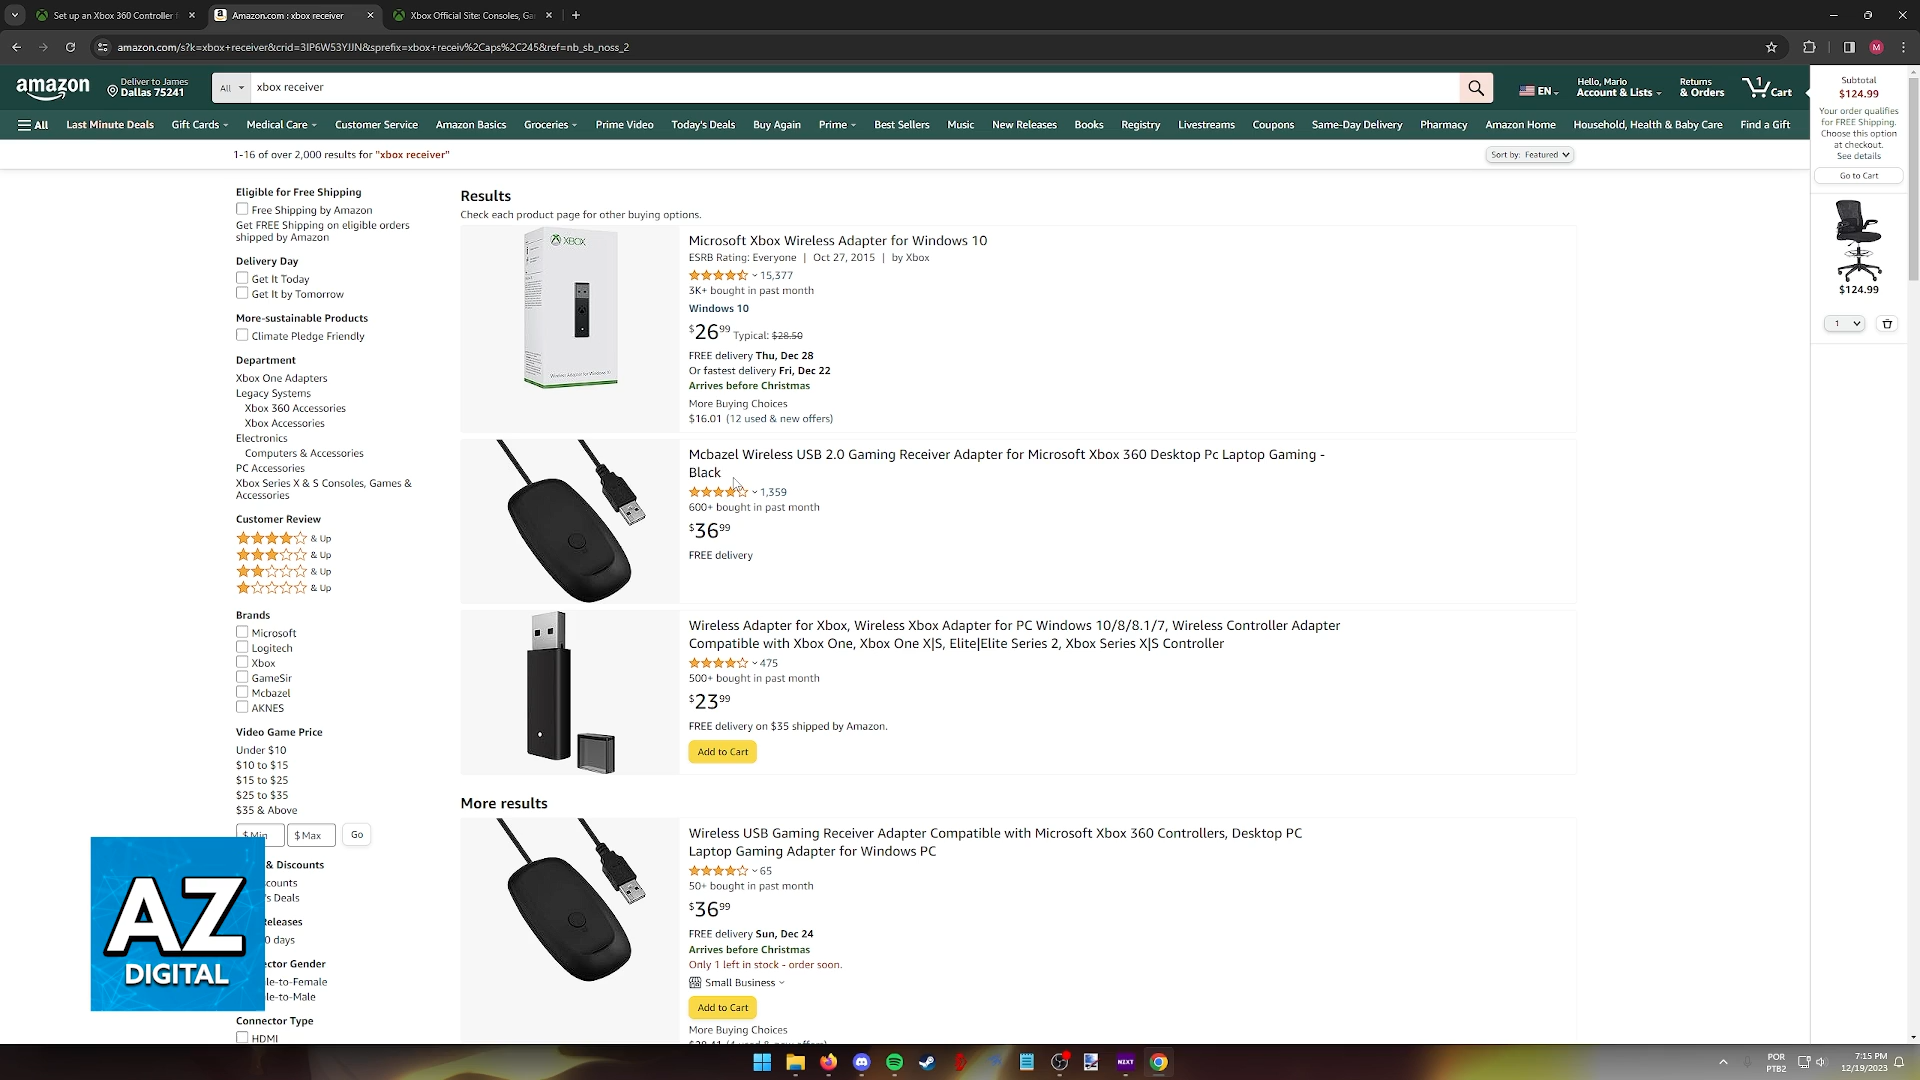 Set up an Xbox 360 Controller
Amazon.com : xbox receiver
Xbox Official Site: Consoles, Ga
amazon.com/s?k=xbox+receiver&crid=3IP6W53YJJN&sprefix=xbox+receiv%2Caps%2C245&ref=nb_sb_noss_2
M
amazon
Deliver to James
Dallas 75241
All
xbox receiver
EN
Hello, Mario
Account & Lists
Returns
& Orders
1
Cart
All
Last Minute Deals
Gift Cards
Medical Care
Customer Service
Amazon Basics
Groceries
Prime Video
Today's Deals
Buy Again
Prime
Best Sellers
Music
New Releases
Books
Registry
Livestreams
Coupons
Same-Day Delivery
Pharmacy
Amazon Home
Household, Health & Baby Care
Find a Gift
1-16 of over 2,000 results for "xbox receiver"
Sort by: Featured
Subtotal
$124.99
Your order qualifies
for FREE Shipping.
Choose this option
at checkout.
See details
Go to Cart
$124.99
1
Eligible for Free Shipping
Free Shipping by Amazon
Get FREE Shipping on eligible orders
shipped by Amazon
Delivery Day
Get It Today
Get It by Tomorrow
More-sustainable Products
Climate Pledge Friendly
Department
Xbox One Adapters
Legacy Systems
Xbox 360 Accessories
Xbox Accessories
Electronics
Computers & Accessories
PC Accessories
Xbox Series X & S Consoles, Games &
Accessories
Customer Review
& Up
& Up
& Up
& Up
Brands
Microsoft
Logitech
Xbox
GameSir
Mcbazel
AKNES
Video Game Price
Under $10
$10 to $15
$15 to $25
$25 to $35
$35 & Above
$ Min
$ Max
Go
& Discounts
counts
's Deals
eleases
0 days
ector Gender
le-to-Female
le-to-Male
Connector Type
HDMI
AZ
DIGITAL
Results
Check each product page for other buying options.
XBOX
Wireless Adapter for Windows 10
Microsoft Xbox Wireless Adapter for Windows 10
ESRB Rating: Everyone | Oct 27, 2015 | by Xbox
15,377
3K+ bought in past month
Windows 10
$26 99 Typical: $28.50
FREE delivery Thu, Dec 28
Or fastest delivery Fri, Dec 22
Arrives before Christmas
More Buying Choices
$16.01 (12 used & new offers)
Mcbazel Wireless USB 2.0 Gaming Receiver Adapter for Microsoft Xbox 360 Desktop Pc Laptop Gaming -
Black
1,359
600+ bought in past month
$36 99
FREE delivery
Wireless Adapter for Xbox, Wireless Xbox Adapter for PC Windows 10/8/8.1/7, Wireless Controller Adapter
Compatible with Xbox One, Xbox One X|S, Elite|Elite Series 2, Xbox Series X|S Controller
475
500+ bought in past month
$23 99
FREE delivery on $35 shipped by Amazon.
Add to Cart
More results
Wireless USB Gaming Receiver Adapter Compatible with Microsoft Xbox 360 Controllers, Desktop PC
Laptop Gaming Adapter for Windows PC
65
50+ bought in past month
$36 99
FREE delivery Sun, Dec 24
Arrives before Christmas
Only 1 left in stock - order soon.
Small Business
Add to Cart
More Buying Choices
POR
PTB2
7:15 PM
12/19/2023